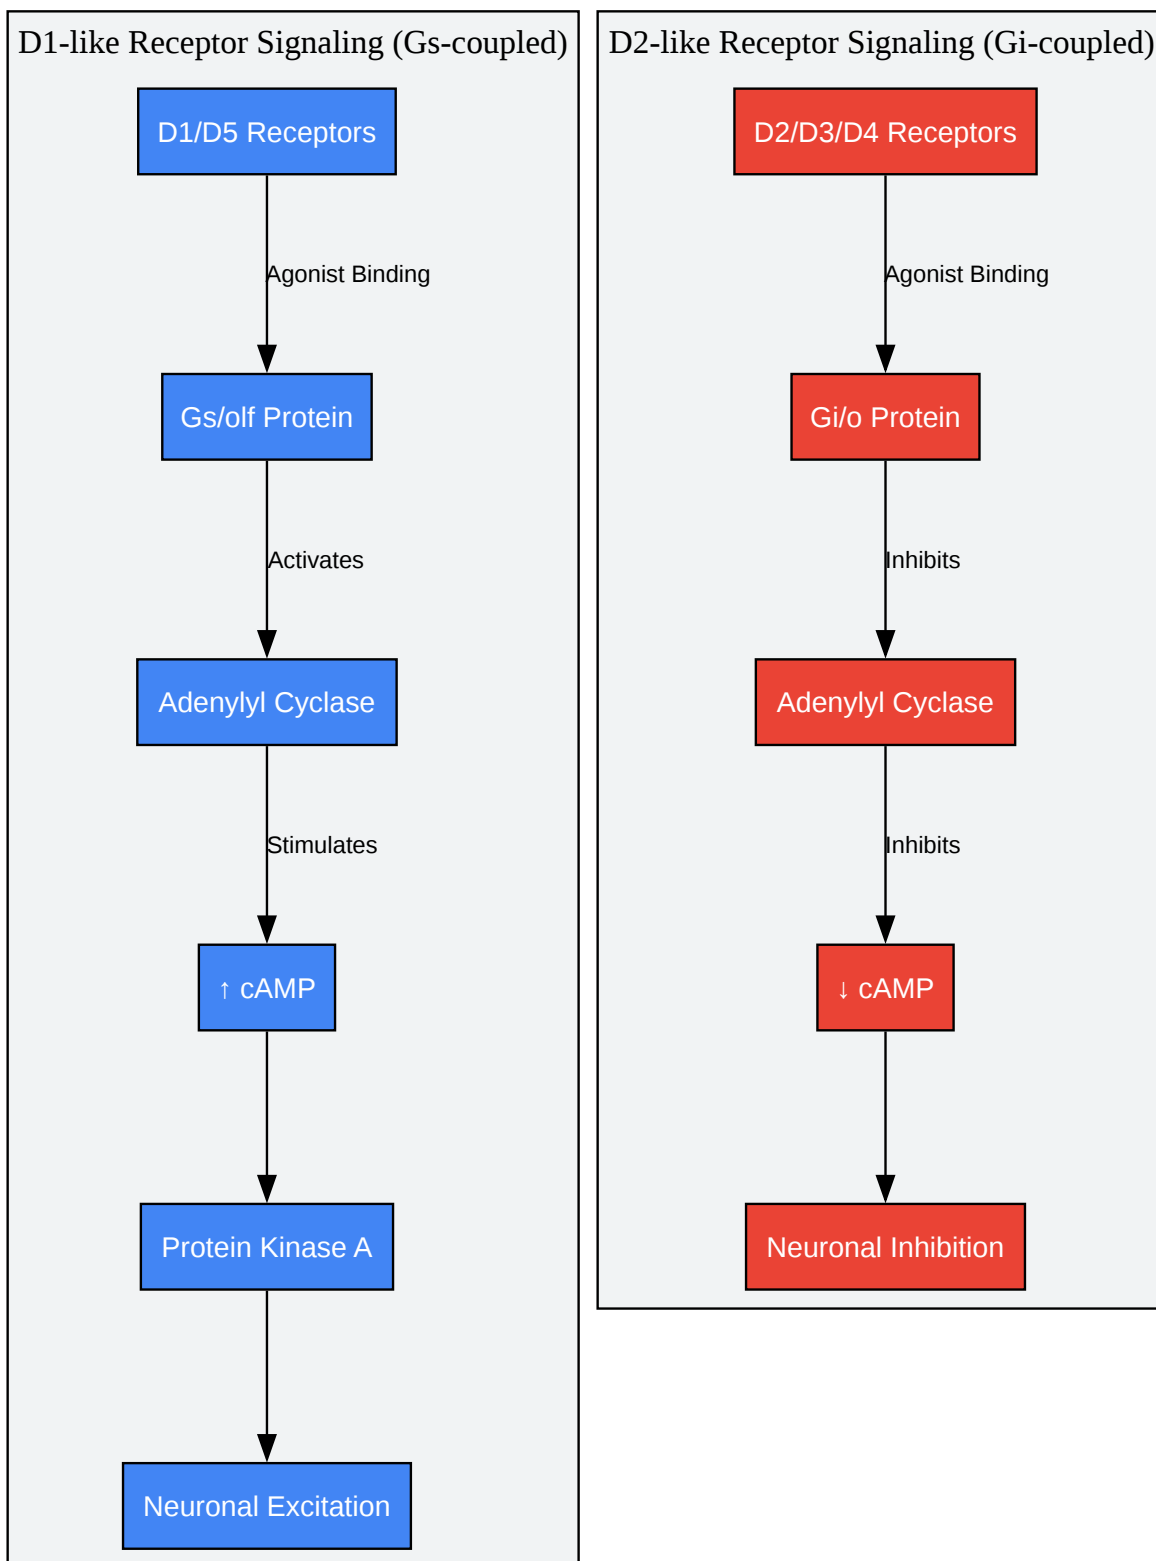 D1-like Receptor Signaling (Gs-coupled)
D1/D5 Receptors
Agonist Binding
Gs/olf Protein
Activates
Adenylyl Cyclase
Stimulates
↑ cAMP
Protein Kinase A
Neuronal Excitation
D2-like Receptor Signaling (Gi-coupled)
D2/D3/D4 Receptors
Agonist Binding
Gi/o Protein
Inhibits
Adenylyl Cyclase
Inhibits
↓ cAMP
Neuronal Inhibition